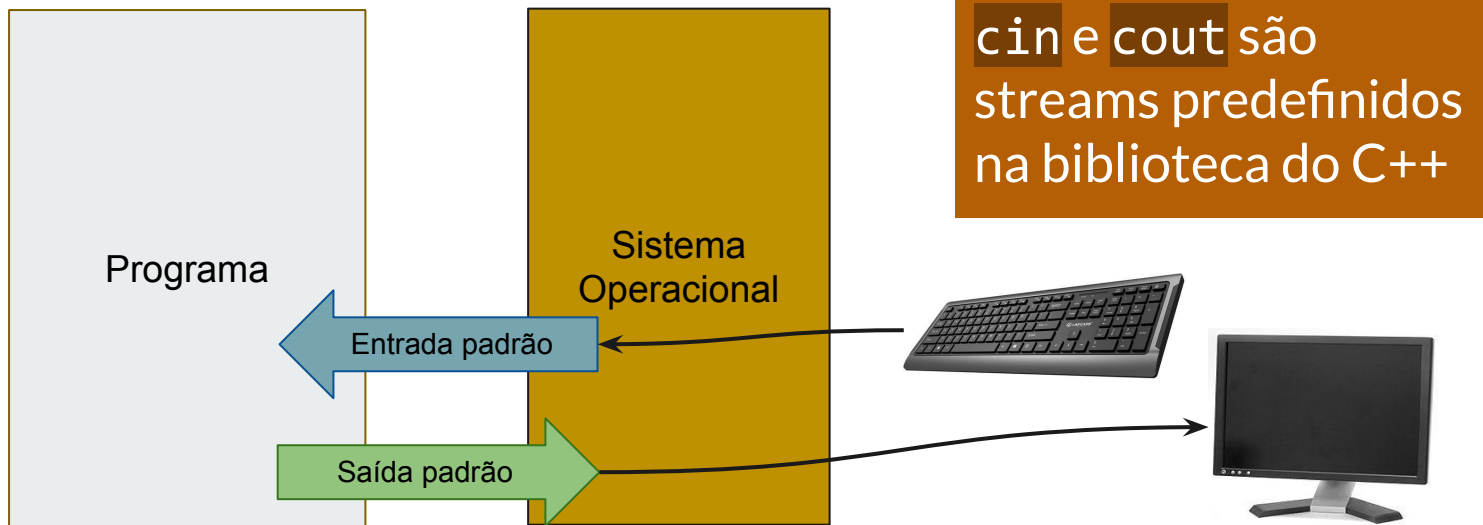 cin e cout são
streams predefinidos
na biblioteca do C++
Programa
Sistema
Operacional
Entrada padrão
Saída padrão